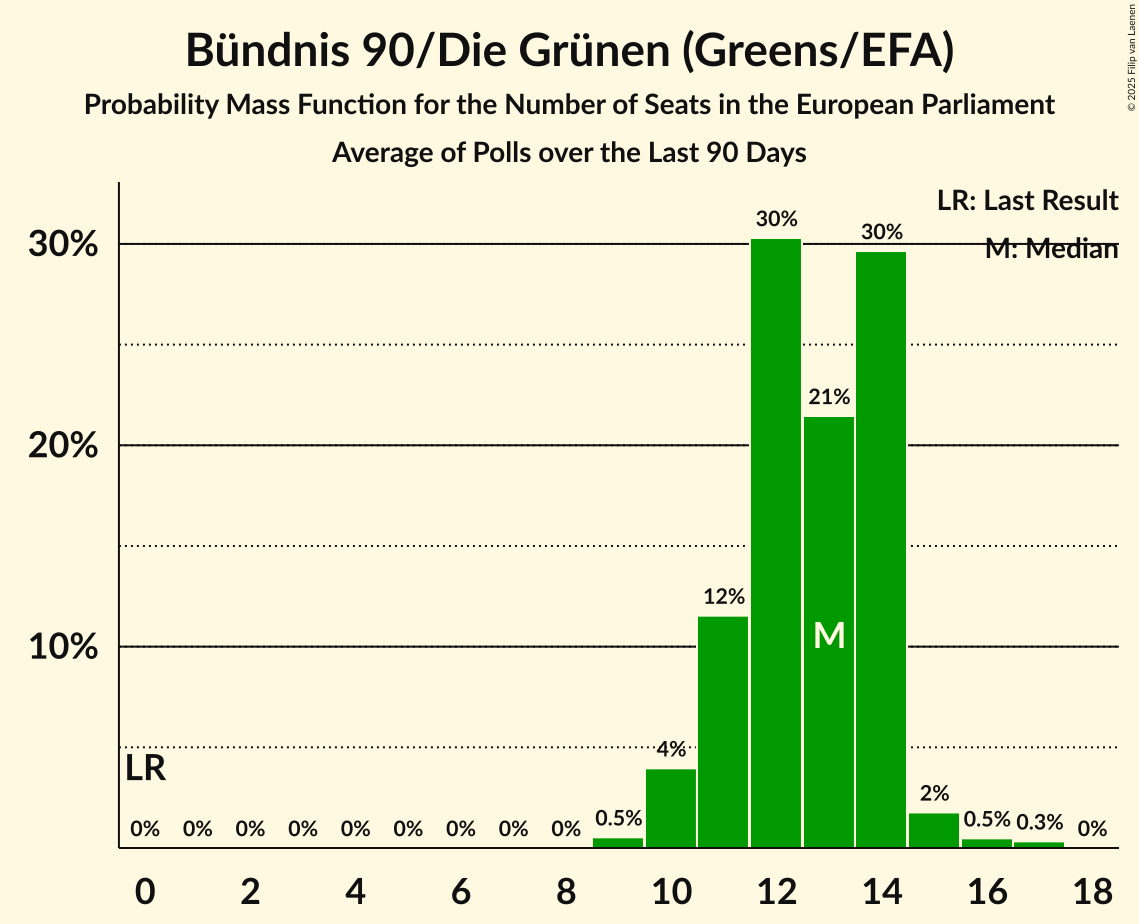 Bündnis 90/Die Grünen (Greens/EFA)
Probability Mass Function for the Number of Seats in the European Parliament
Average of Polls over the Last 90 Days
© 2025 Filip van Laenen
LR: Last Result
M: Median
30%
20%
10%
30%
30%
21%
12%
M
4%
LR
2%
0% 0% 0% 0% 0% 0% 0% 0% 0% 0.5% 0.5% 0.3% 0%
0 2 4 6 8 10 12 14 16 18